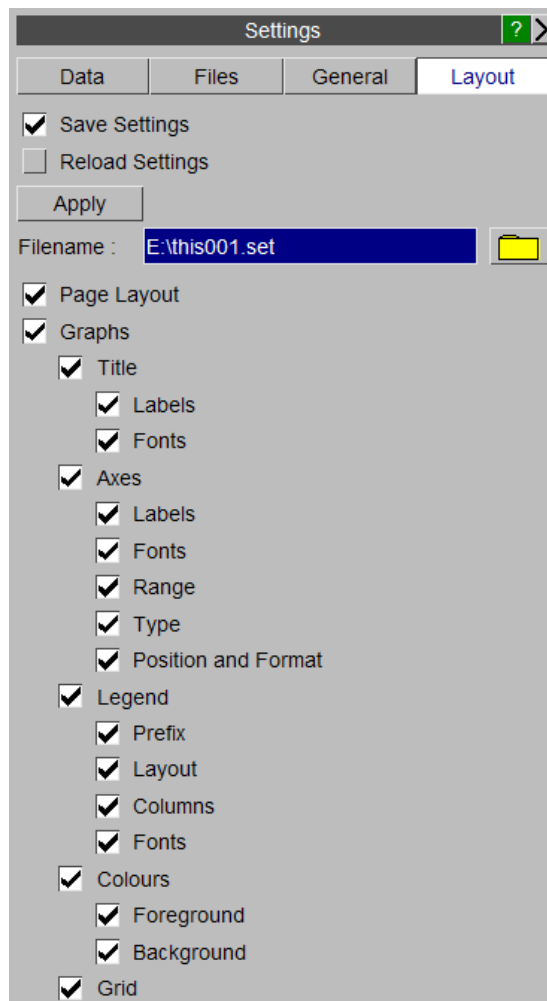 Settings ?
Data Files General Layout
Save Settings
Reload Settings
Apply
Filename : E:\this001.set
Page Layout
Graphs
Title
Labels
Fonts
Axes
Labels
Fonts
Range
Type
Position and Format
Legend
Prefix
Layout
Columns
Fonts
Colours
Foreground
Background
Grid